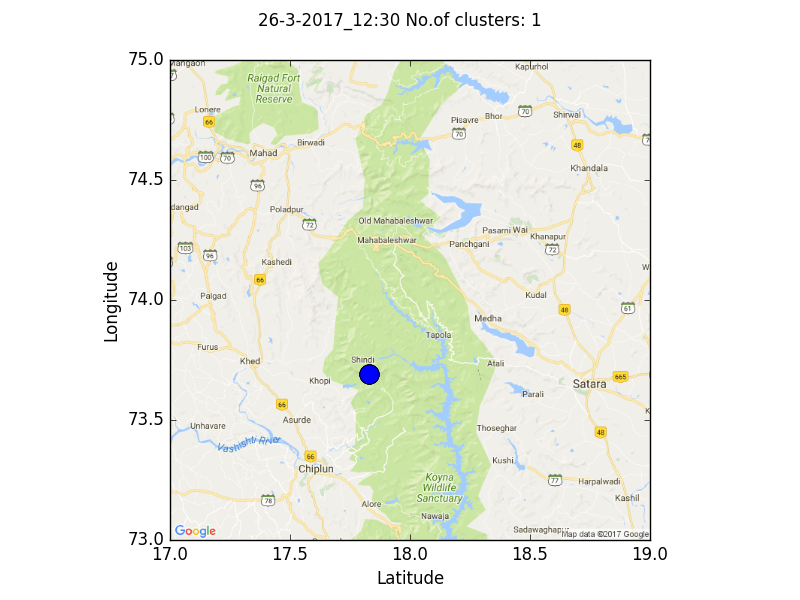 26-3-2017_12:30 No.of clusters: 1
75.0
74.5
74.0
73.5
73.0
Longitude
17.0 17.5 18.0 18.5 19.0
Latitude
Kapurhol
Raigad Fort
Natural
Reserve
Lonere
66
Pisavre
Bhor
70
Shirwal
70
Birwadi
48
100
70
Mahad
Khandala
96
Poladpur
72
Old Mahabaleshwar
Mahabaleshwar
Pasarni Wai
Khanapur
Panchgani
72
103
96
Kashedi
66
Palgad
Kudal
48
61
Medha
Tapola
Furus
Khed
Shindi
Atali
Khopi
Satara
665
Parali
66
Asurde
Unhavare
Thoseghar
48
Vashishti River
66
Chiplun
Kushi
Koyna
Wildlife
Sanctuary
77
Harpalwadi
78
Alore
Kashil
Nawaja
Google
Map data ©2017 Google